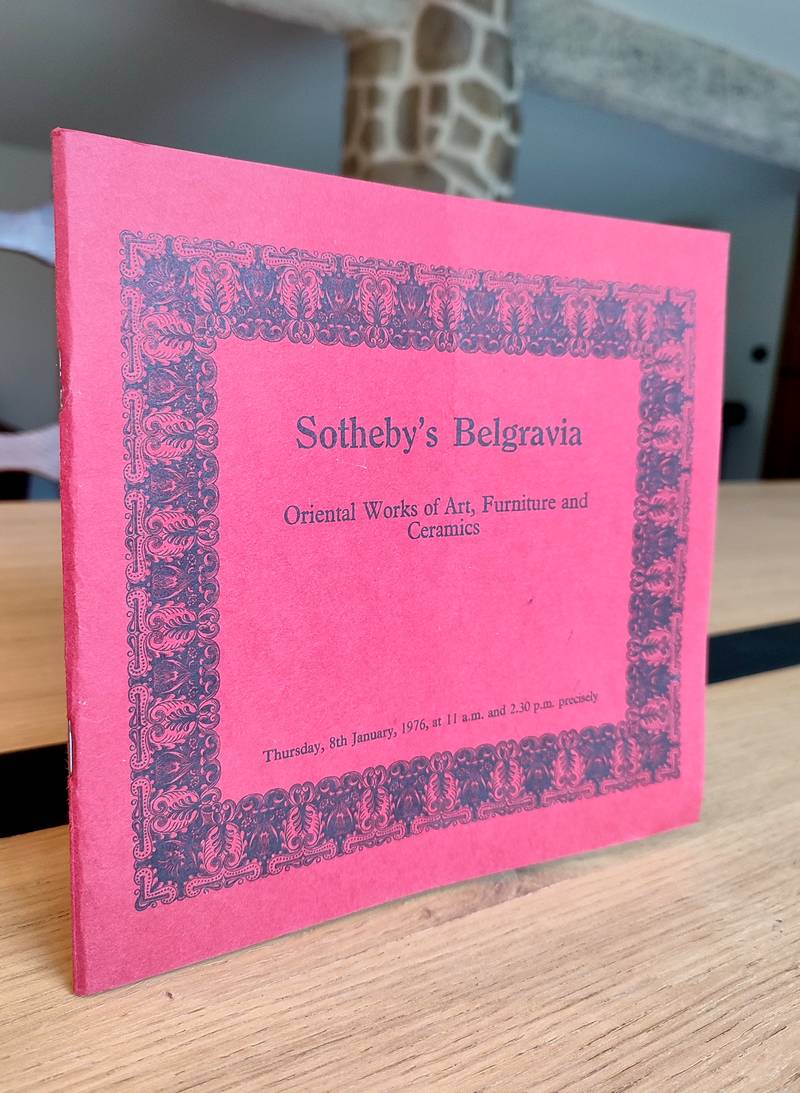 Sotheby's Belgravia
Oriental Works of Art, Furniture and
Ceramics
Thursday, 8th January, 1976, at 11 a.m. and 2.30 p.m. precisely